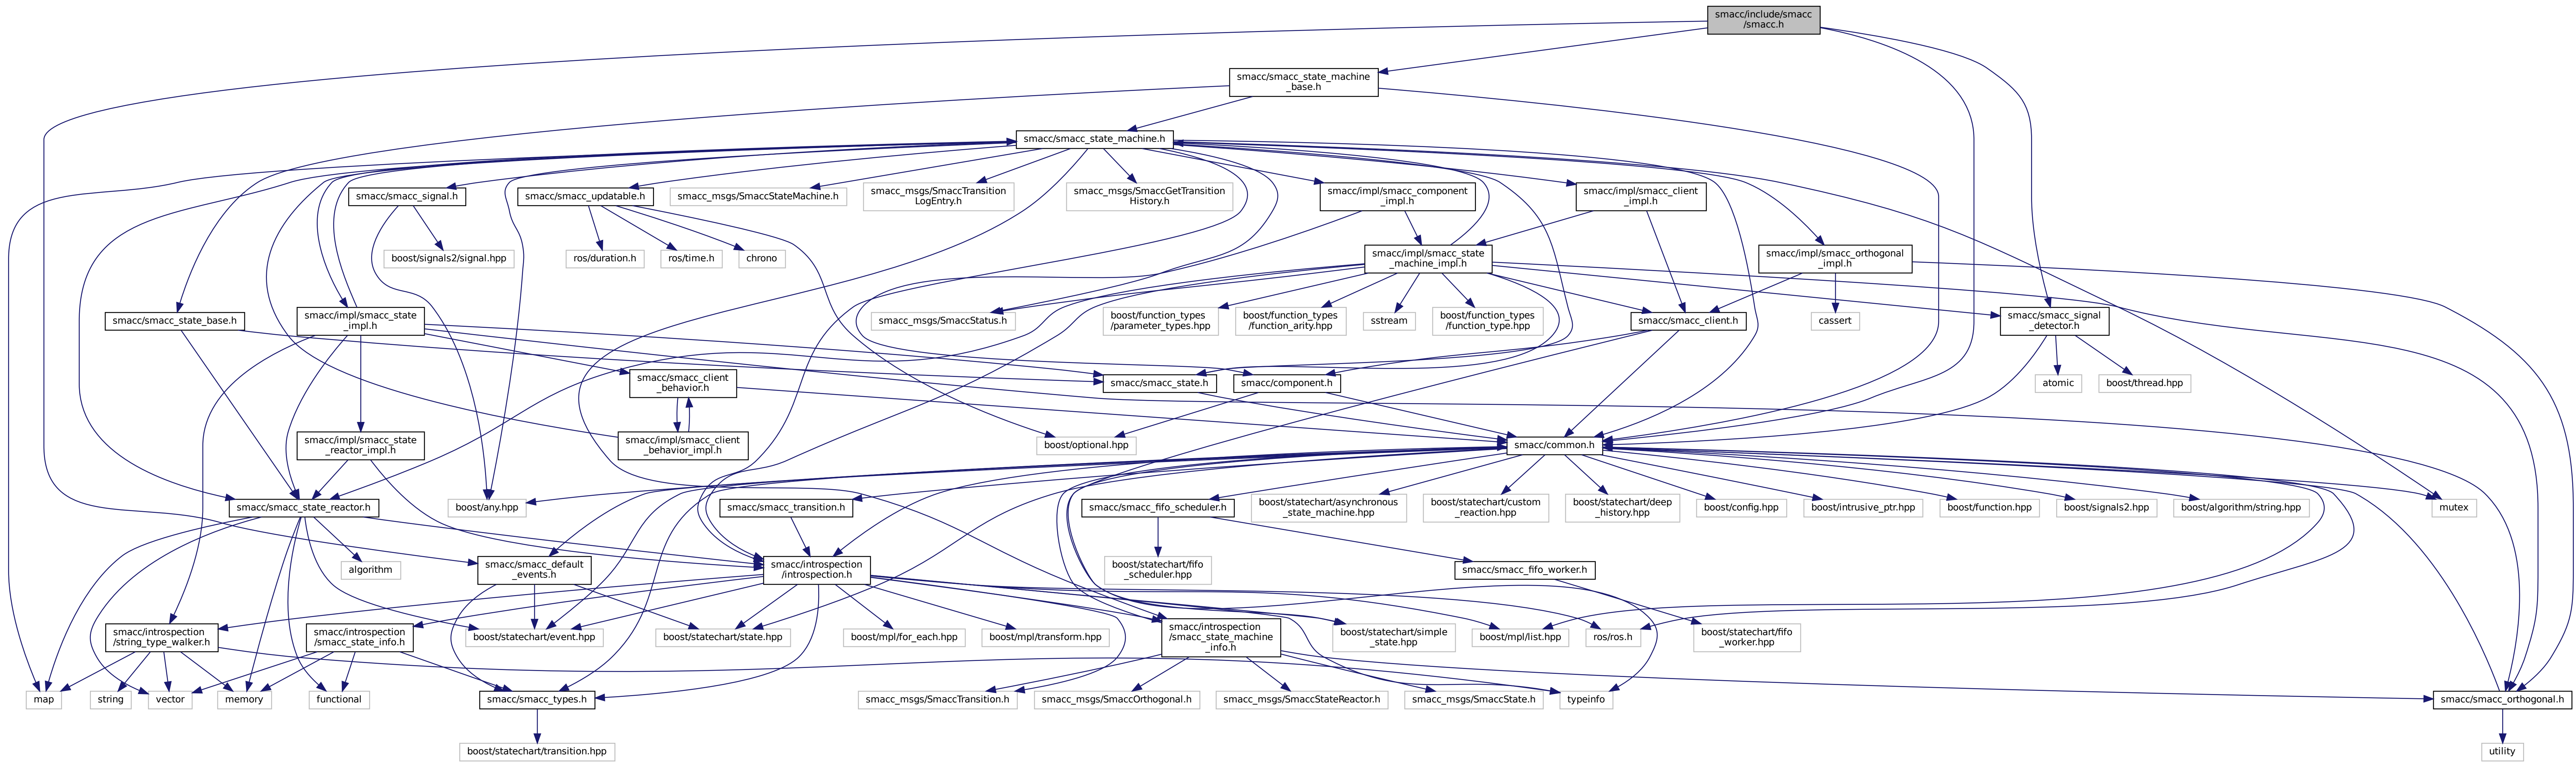 smacc/include/smacc
/smacc.h
smacc/smacc_state_machine
_base.h
smacc/smacc_state_machine.h
smacc/smacc_signal.h
smacc/smacc_updatable.h
smacc_msgs/SmaccStateMachine.h
smacc_msgs/SmaccTransition
LogEntry.h
smacc_msgs/SmaccGetTransition
History.h
smacc/impl/smacc_component
_impl.h
smacc/impl/smacc_client
_impl.h
boost/signals2/signal.hpp
ros/duration.h
ros/time.h
chrono
smacc/impl/smacc_state
_machine_impl.h
smacc/impl/smacc_orthogonal
_impl.h
smacc/smacc_state_base.h
smacc/impl/smacc_state
_impl.h
smacc_msgs/SmaccStatus.h
boost/function_types
/parameter_types.hpp
boost/function_types
/function_arity.hpp
sstream
boost/function_types
/function_type.hpp
smacc/smacc_client.h
cassert
smacc/smacc_signal
_detector.h
smacc/smacc_client
_behavior.h
smacc/smacc_state.h
smacc/component.h
atomic
boost/thread.hpp
smacc/impl/smacc_state
_reactor_impl.h
smacc/impl/smacc_client
_behavior_impl.h
boost/optional.hpp
smacc/common.h
smacc/smacc_state_reactor.h
boost/any.hpp
smacc/smacc_transition.h
smacc/smacc_fifo_scheduler.h
boost/statechart/asynchronous
_state_machine.hpp
boost/statechart/custom
_reaction.hpp
boost/statechart/deep
_history.hpp
boost/config.hpp
boost/intrusive_ptr.hpp
boost/function.hpp
boost/signals2.hpp
boost/algorithm/string.hpp
mutex
algorithm
smacc/smacc_default
_events.h
smacc/introspection
/introspection.h
boost/statechart/fifo
_scheduler.hpp
smacc/smacc_fifo_worker.h
smacc/introspection
/string_type_walker.h
smacc/introspection
/smacc_state_info.h
boost/statechart/event.hpp
boost/statechart/state.hpp
boost/mpl/for_each.hpp
boost/mpl/transform.hpp
smacc/introspection
/smacc_state_machine
_info.h
boost/statechart/simple
_state.hpp
boost/mpl/list.hpp
ros/ros.h
boost/statechart/fifo
_worker.hpp
map
string
vector
memory
functional
smacc/smacc_types.h
smacc_msgs/SmaccTransition.h
smacc_msgs/SmaccOrthogonal.h
smacc_msgs/SmaccStateReactor.h
smacc_msgs/SmaccState.h
typeinfo
smacc/smacc_orthogonal.h
boost/statechart/transition.hpp
utility